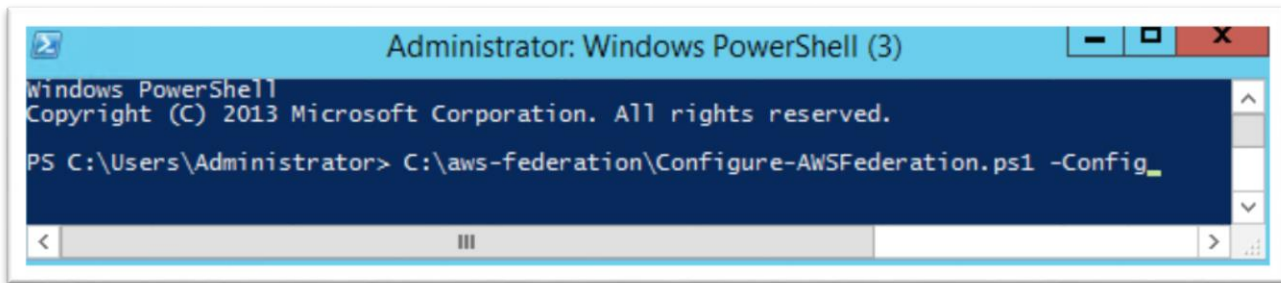 Administrator: Windows PowerShell (3)
Windows PowerShell
Copyright (C) 2013 Microsoft Corporation. All rights reserved.
PS C:\Users\Administrator> C:\aws-federation\Configure-AWSFederation.ps1 -Config_